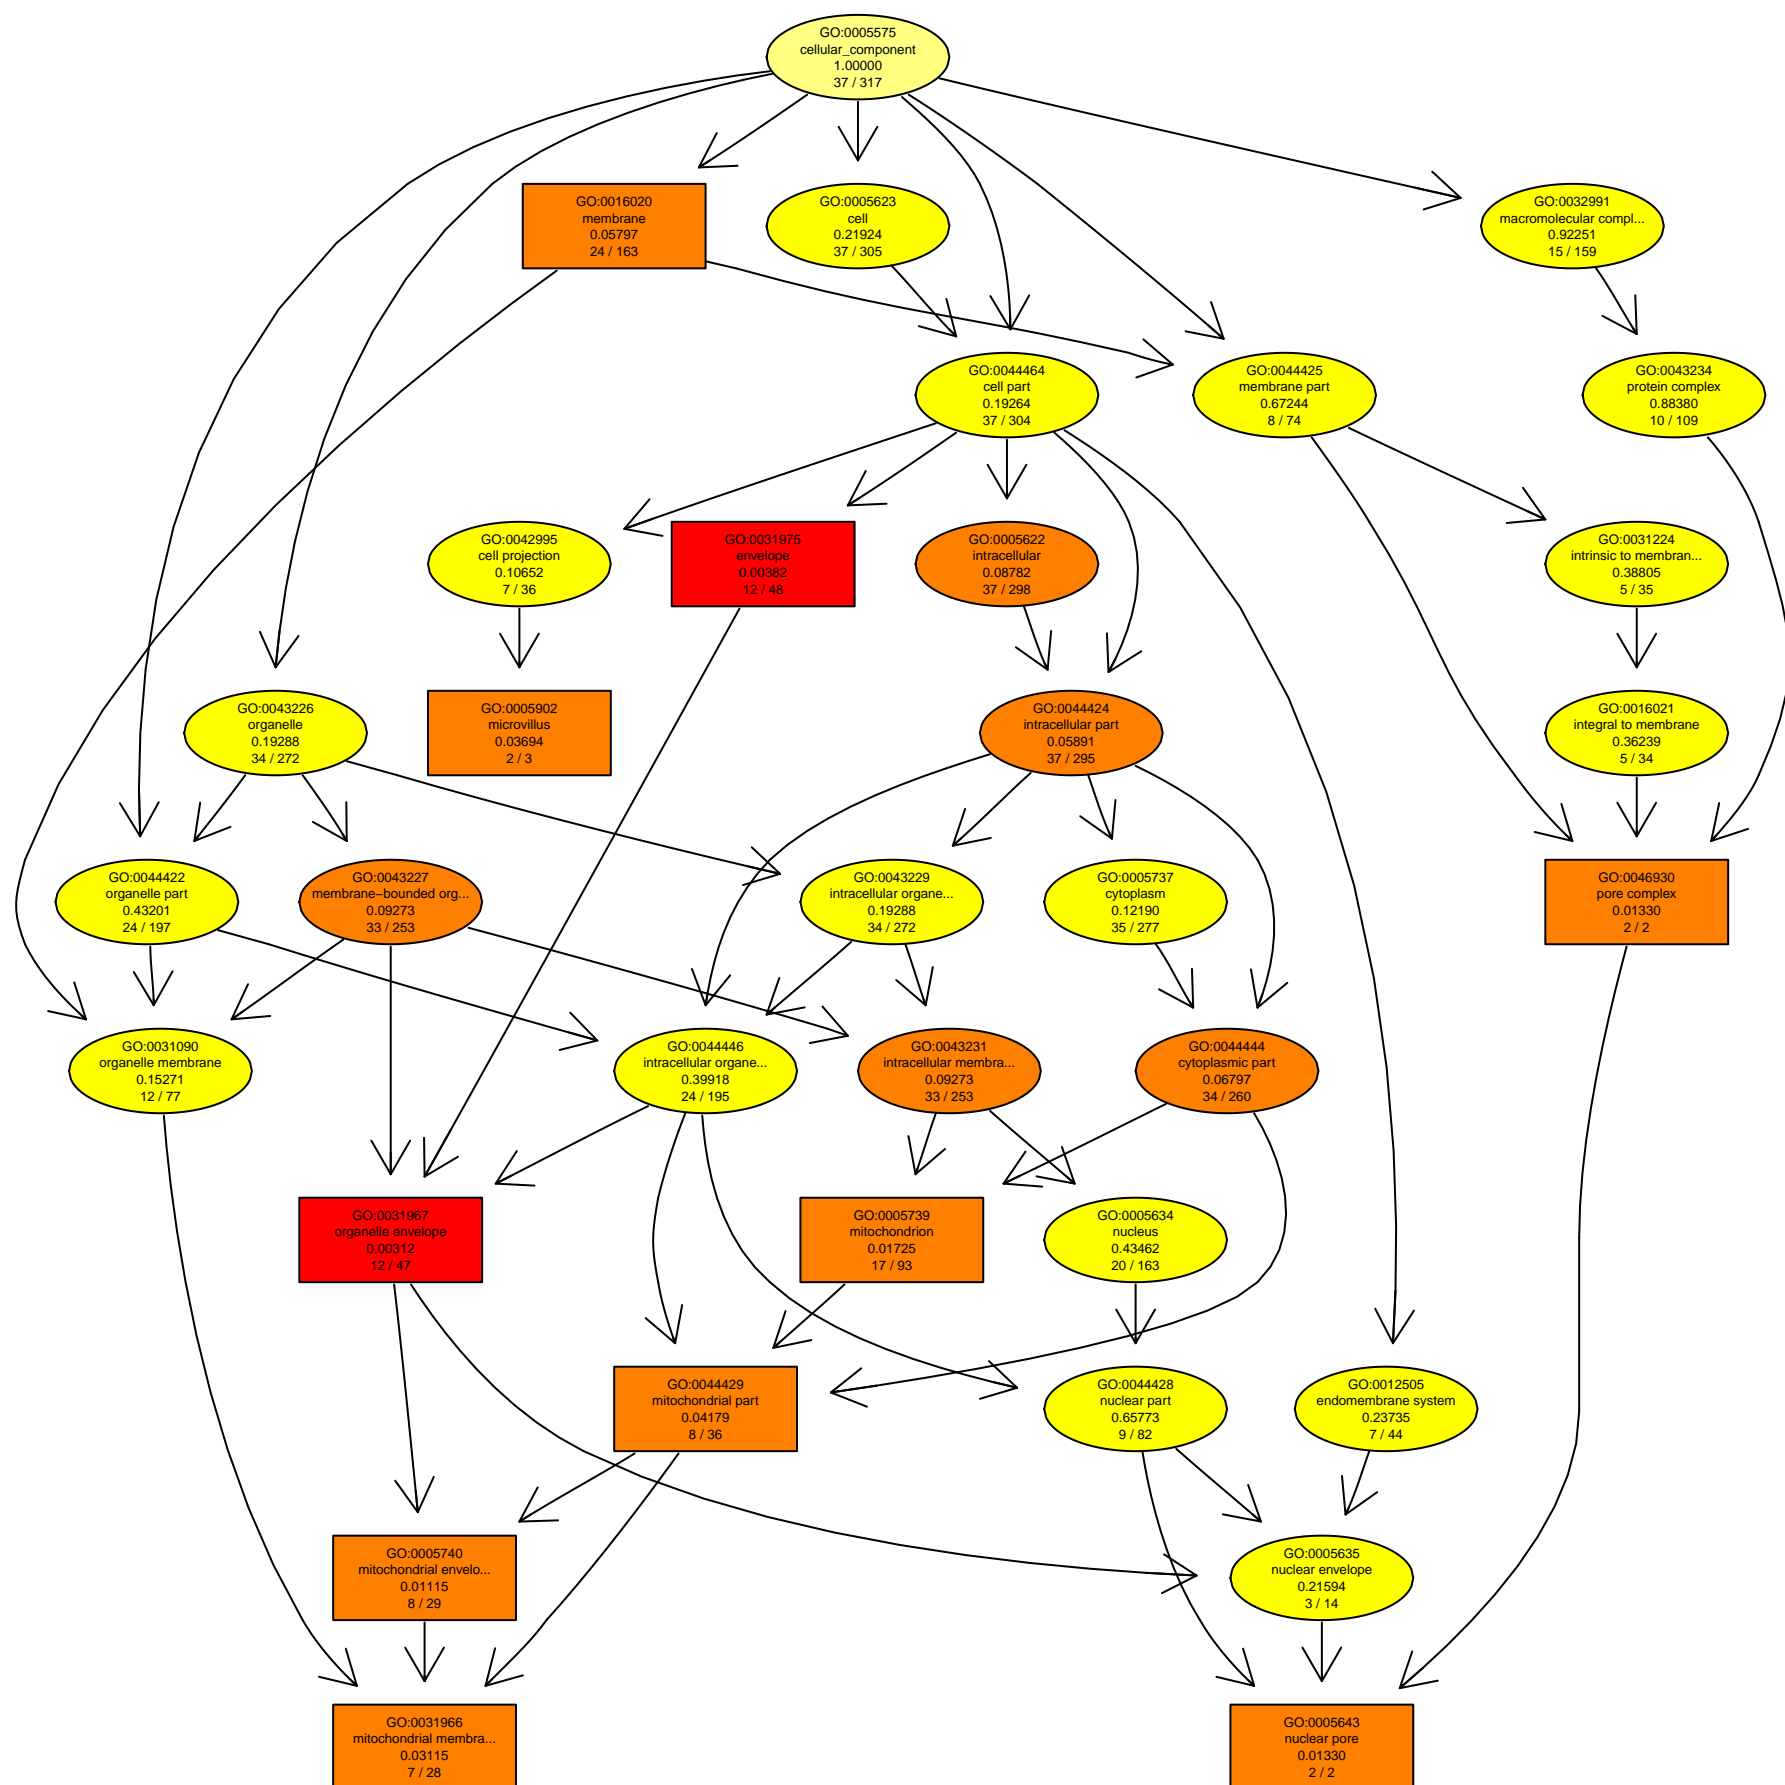 GO:0005575
cellular_component
1.00000
37 / 317
GO:0016020
membrane
0.05797
24 / 163
GO:0005623
cell
0.21924
37 / 305
GO:0032991
macromolecular compl...
0.92251
15 / 159
GO:0044464
cell part
0.19264
37 / 304
GO:0044425
membrane part
0.67244
8 / 74
GO:0043234
protein complex
0.88380
10 / 109
GO:0042995
cell projection
0.10652
7 / 36
GO:0031975
envelope
0.00382
12 / 48
GO:0005622
intracellular
0.08782
37 / 298
GO:0031224
intrinsic to membran...
0.38805
5 / 35
GO:0043226
organelle
0.19288
34 / 272
GO:0005902
microvillus
0.03694
2 / 3
GO:0044424
intracellular part
0.05891
37 / 295
GO:0016021
integral to membrane
0.36239
5 / 34
GO:0044422
organelle part
0.43201
24 / 197
GO:0043227
membrane−bounded org...
0.09273
33 / 253
GO:0043229
intracellular organe...
0.19288
34 / 272
GO:0005737
cytoplasm
0.12190
35 / 277
GO:0046930
pore complex
0.01330
2 / 2
GO:0031090
organelle membrane
0.15271
12 / 77
GO:0044446
intracellular organe...
0.39918
24 / 195
GO:0043231
intracellular membra...
0.09273
33 / 253
GO:0044444
cytoplasmic part
0.06797
34 / 260
GO:0031967
organelle envelope
0.00312
12 / 47
GO:0005739
mitochondrion
0.01725
17 / 93
GO:0005634
nucleus
0.43462
20 / 163
GO:0044429
mitochondrial part
0.04179
8 / 36
GO:0044428
nuclear part
0.65773
9 / 82
GO:0012505
endomembrane system
0.23735
7 / 44
GO:0005740
mitochondrial envelo...
0.01115
8 / 29
GO:0005635
nuclear envelope
0.21594
3 / 14
GO:0031966
mitochondrial membra...
0.03115
7 / 28
GO:0005643
nuclear pore
0.01330
2 / 2